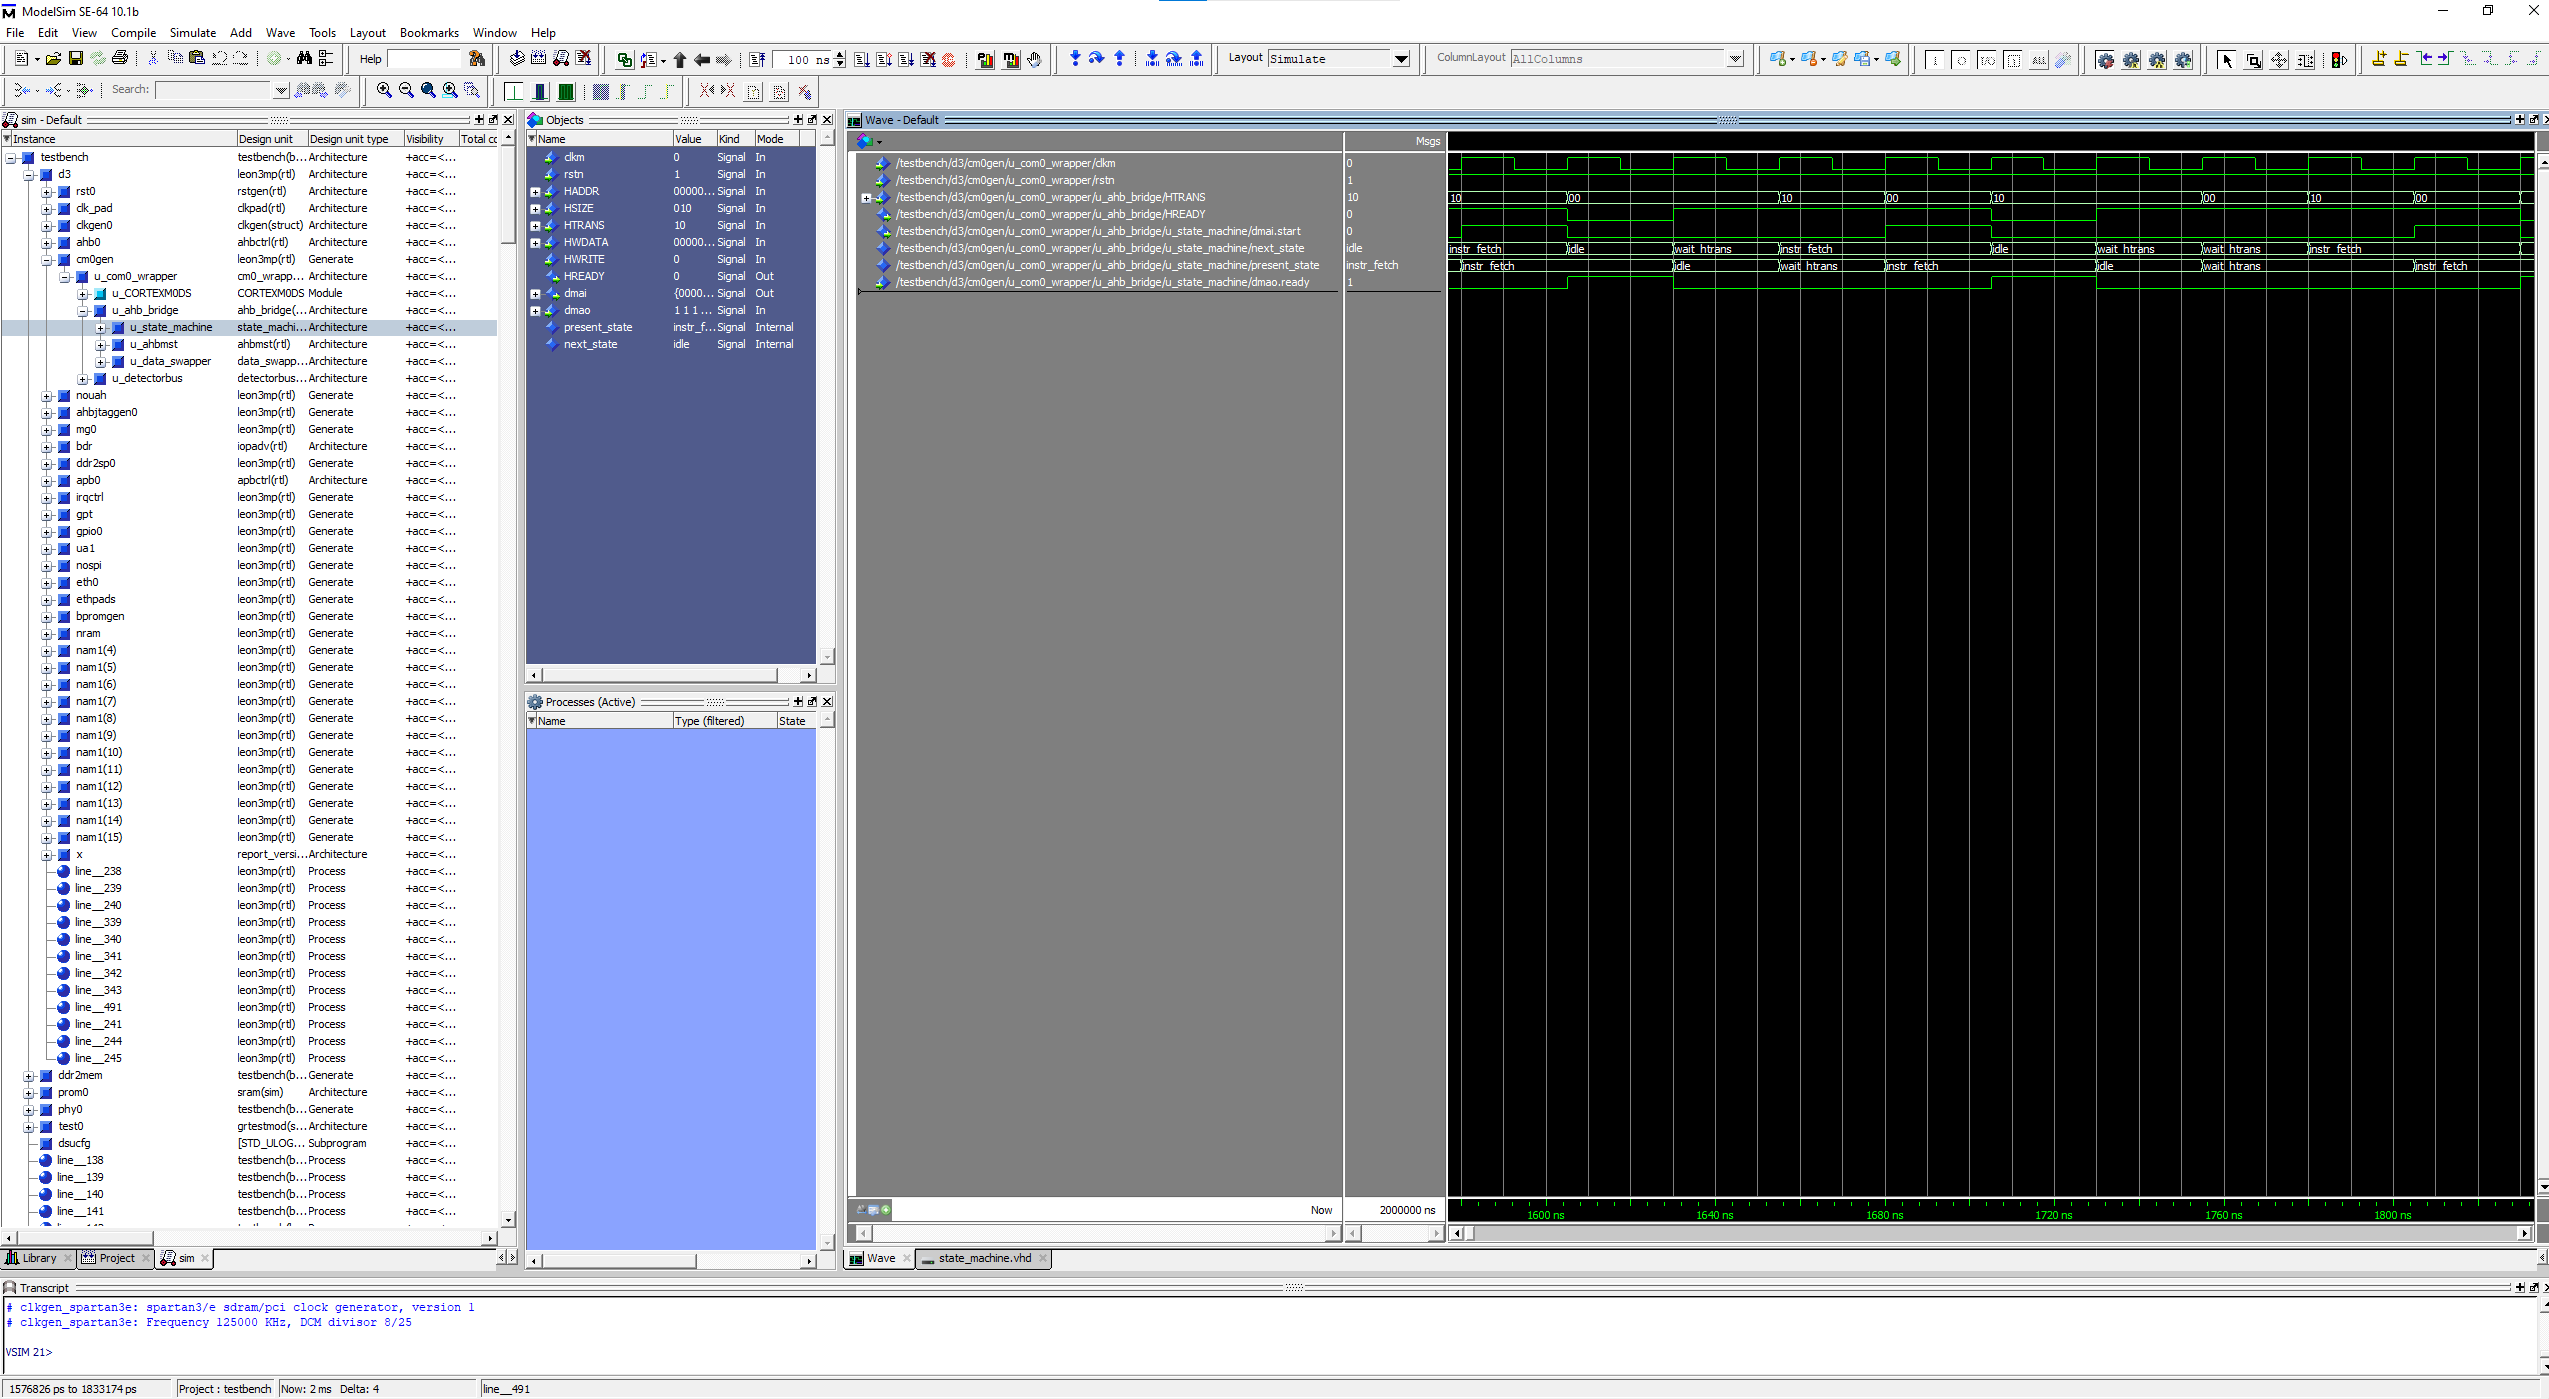 ModelSim SE-64 10.1b
File Edit View Compile Simulate Add Wave Tools Layout Bookmarks Window Help
Help 100 ns Layout Simulate ColumnLayout AllColumns
Search:
sim - Default
Instance Design unit Design unit type Visibility Total cc
testbench testbench(b... Architecture +acc=<...
d3 leon3mp(rtl) Architecture +acc=<...
rst0 rstgen(rtl) Architecture +acc=<...
clk_pad clkpad(rtl) Architecture +acc=<...
clkgen0 clkgen(struct) Architecture +acc=<...
ahb0 ahbctrl(rtl) Architecture +acc=<...
cm0gen leon3mp(rtl) Generate +acc=<...
u_com0_wrapper cm0_wrapp... Architecture +acc=<...
u_CORTEXM0DS CORTEXM0DS Module +acc=<...
u_ahb_bridge ahb_bridge(... Architecture +acc=<...
u_state_machine state_machi... Architecture +acc=<...
u_ahbmst ahbmst(rtl) Architecture +acc=<...
u_data_swapper data_swapp... Architecture +acc=<...
u_detectorbus detectorbus... Architecture +acc=<...
nouah leon3mp(rtl) Generate +acc=<...
ahbjtaggen0 leon3mp(rtl) Generate +acc=<...
mg0 leon3mp(rtl) Generate +acc=<...
bdr iopadv(rtl) Architecture +acc=<...
ddr2sp0 leon3mp(rtl) Generate +acc=<...
apb0 apbctrl(rtl) Architecture +acc=<...
irqctrl leon3mp(rtl) Generate +acc=<...
gpt leon3mp(rtl) Generate +acc=<...
gpio0 leon3mp(rtl) Generate +acc=<...
ua1 leon3mp(rtl) Generate +acc=<...
nospi leon3mp(rtl) Generate +acc=<...
eth0 leon3mp(rtl) Generate +acc=<...
ethpads leon3mp(rtl) Generate +acc=<...
bpromgen leon3mp(rtl) Generate +acc=<...
nram leon3mp(rtl) Generate +acc=<...
nam1(4) leon3mp(rtl) Generate +acc=<...
nam1(5) leon3mp(rtl) Generate +acc=<...
nam1(6) leon3mp(rtl) Generate +acc=<...
nam1(7) leon3mp(rtl) Generate +acc=<...
nam1(8) leon3mp(rtl) Generate +acc=<...
nam1(9) leon3mp(rtl) Generate +acc=<...
nam1(10) leon3mp(rtl) Generate +acc=<...
nam1(11) leon3mp(rtl) Generate +acc=<...
nam1(12) leon3mp(rtl) Generate +acc=<...
nam1(13) leon3mp(rtl) Generate +acc=<...
nam1(14) leon3mp(rtl) Generate +acc=<...
nam1(15) leon3mp(rtl) Generate +acc=<...
x report_versi... Architecture +acc=<...
line__238 leon3mp(rtl) Process +acc=<...
line__239 leon3mp(rtl) Process +acc=<...
line__240 leon3mp(rtl) Process +acc=<...
line__339 leon3mp(rtl) Process +acc=<...
line__340 leon3mp(rtl) Process +acc=<...
line__341 leon3mp(rtl) Process +acc=<...
line__342 leon3mp(rtl) Process +acc=<...
line__343 leon3mp(rtl) Process +acc=<...
line__491 leon3mp(rtl) Process +acc=<...
line__241 leon3mp(rtl) Process +acc=<...
line__244 leon3mp(rtl) Process +acc=<...
line__245 leon3mp(rtl) Process +acc=<...
ddr2mem testbench(b... Generate +acc=<...
prom0 sram(sim) Architecture +acc=<...
phy0 testbench(b... Generate +acc=<...
test0 grtestmod(s... Architecture +acc=<...
dsucfg [STD_ULOG... Subprogram +acc=<...
line__138 testbench(b... Process +acc=<...
line__139 testbench(b... Process +acc=<...
line__140 testbench(b... Process +acc=<...
line__141 testbench(b... Process +acc=<...
Library Project sim
Objects
Name Value Kind Mode
clkm 0 Signal In
rstn 1 Signal In
HADDR 00000... Signal In
HSIZE 010 Signal In
HTRANS 10 Signal In
HWDATA 00000... Signal In
HWRITE 0 Signal In
HREADY 0 Signal Out
dmai {0000... Signal Out
dmao 1 1 1 ... Signal In
present_state instr_f... Signal Internal
next_state idle Signal Internal
Processes (Active)
Name Type (filtered) State
Wave - Default
Msgs
/testbench/d3/cm0gen/u_com0_wrapper/clkm 0
/testbench/d3/cm0gen/u_com0_wrapper/rstn 1
/testbench/d3/cm0gen/u_com0_wrapper/u_ahb_bridge/HTRANS 10 10 00 10 00 10 00 10 00
/testbench/d3/cm0gen/u_com0_wrapper/u_ahb_bridge/HREADY 0
/testbench/d3/cm0gen/u_com0_wrapper/u_ahb_bridge/u_state_machine/dmai.start 0
/testbench/d3/cm0gen/u_com0_wrapper/u_ahb_bridge/u_state_machine/next_state idle instr_fetch idle wait_htrans instr_fetch idle wait_htrans wait_htrans instr_fetch
/testbench/d3/cm0gen/u_com0_wrapper/u_ahb_bridge/u_state_machine/present_state instr_fetch instr_fetch idle wait_htrans instr_fetch idle wait_htrans instr_fetch
/testbench/d3/cm0gen/u_com0_wrapper/u_ahb_bridge/u_state_machine/dmao.ready 1
Now 2000000 ns 1600 ns 1640 ns 1680 ns 1720 ns 1760 ns 1800 ns
Wave state_machine.vhd
Transcript
# clkgen_spartan3e: spartan3/e sdram/pci clock generator, version 1
# clkgen_spartan3e: Frequency 125000 KHz, DCM divisor 8/25
VSIM 21>
1576826 ps to 1833174 ps Project : testbench Now: 2 ms Delta: 4 line__491